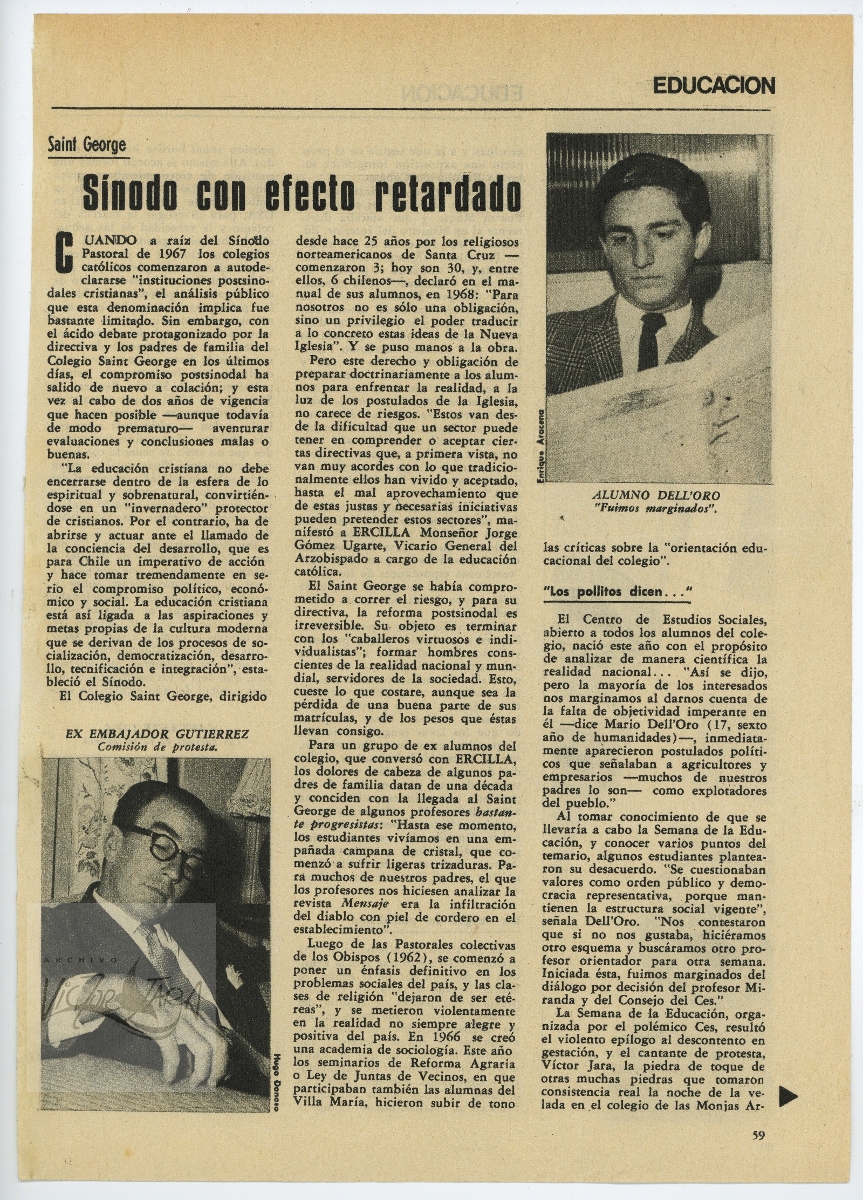 EDUCACION
Saint George
Sínodo con efecto retardado
CUANDO a raíz del Sínodo
Pastoral de 1967 los colegios
católicos comenzaron a autode-
clararse "instituciones postsino-
dales cristianas", el análisis público
que esta denominación implica fue
bastante limitado. Sin embargo, con
el ácido debate protagonizado por la
directiva y los padres de familia del
Colegio Saint George en los últimos
días, el compromiso postsinodal ha
salido de nuevo a colación; y esta
vez al cabo de dos años de vigencia
que hacen posible —aunque todavía
de modo prematuro— aventurar
evaluaciones y conclusiones malas o
buenas.
"La educación cristiana no debe
encerrarse dentro de la esfera de lo
espiritual y sobrenatural, convirtién-
dose en un "invernadero" protector
de cristianos. Por el contrario, ha de
abrirse y actuar ante el llamado de
la conciencia del desarrollo, que es
para Chile un imperativo de acción
y hace tomar tremendamente en se-
rio el compromiso político, econó-
mico y social. La educación cristiana
está así ligada a las aspiraciones y
metas propias de la cultura moderna
que se derivan de los procesos de so-
cialización, democratización, desarro-
llo, tecnificación e integración", esta-
bleció el Sínodo.
El Colegio Saint George, dirigido
EX EMBAJADOR GUTIERREZ
Comisión de protesta.
ARCHIVO
VICTOR JARA
Hugo Donoso
desde hace 25 años por los religiosos
norteamericanos de Santa Cruz —
comenzaron 3; hoy son 30, y, entre
ellos, 6 chilenos—, declaró en el ma-
nual de sus alumnos, en 1968: "Para
nosotros no es sólo una obligación,
sino un privilegio el poder traducir
a lo concreto estas ideas de la Nueva
Iglesia". Y se puso manos a la obra.
Pero este derecho y obligación de
preparar doctrinariamente a los alum-
nos para enfrentar la realidad, a la
luz de los postulados de la Iglesia,
no carece de riesgos. "Estos van des-
de la dificultad que un sector puede
tener en comprender o aceptar cier-
tas directivas que, a primera vista, no
van muy acordes con lo que tradicio-
nalmente ellos han vivido y aceptado,
hasta el mal aprovechamiento que
de estas justas y necesarias iniciativas
pueden pretender estos sectores", ma-
nifestó a ERCILLA Monseñor Jorge
Gómez Ugarte, Vicario General del
Arzobispado a cargo de la educación
católica.
El Saint George se había compro-
metido a correr el riesgo, y para su
directiva, la reforma postsinodal es
irreversible. Su objeto es terminar
con los "caballeros virtuosos e indi-
vidualistas"; formar hombres cons-
cientes de la realidad nacional y mun-
dial, servidores de la sociedad. Esto,
cueste lo que costare, aunque sea la
pérdida de una buena parte de sus
matrículas, y de los pesos que éstas
llevan consigo.
Para un grupo de ex alumnos del
colegio, que conversó con ERCILLA,
los dolores de cabeza de algunos pa-
dres de família datan de una década
y conciden con la llegada al Saint
George de algunos profesores bastan-
te progresistas: "Hasta ese momento,
los estudiantes vivíamos en una em-
pañada campana de cristal, que co-
menzó a sufrir ligeras trizaduras. Pa-
ra muchos de nuestros padres, el que
los profesores nos hiciesen analizar la
revista Mensaje era la infiltración
del diablo con piel de cordero en el
establecimiento".
Luego de las Pastorales colectivas
de los Obispos (1962), se comenzó a
poner un énfasis definitivo en los
problemas sociales del país, y las cla-
ses de religión "dejaron de ser eté-
reas", y se metieron violentamente
en la realidad no siempre alegre y
positiva del país. En 1966 se creó
una academia de sociología. Este año
los seminarios de Reforma Agraria
o Ley de Juntas de Vecinos, en que
participaban también las alumnas del
Villa María, hicieron subir de tono
Enrique Aracena
ALUMNO DELL'ORO
"Fuimos marginados".
las críticas sobre la "orientación edu-
cacional del colegio".
"Los pollitos dicen..."
El Centro de Estudios Sociales,
abierto a todos los alumnos del cole-
gio, nació este año con el propósito
de analizar de manera científica la
realidad nacional... "Así se dijo,
pero la mayoría de los interesados
nos marginamos al darnos cuenta de
la falta de objetividad imperante en
él —dice Mario Dell'Oro (17, sexto
año de humanidades)—, inmediata-
mente aparecieron postulados políti-
cos que señalaban a agricultores y
empresarios —muchos de nuestros
padres lo son— como explotadores
del pueblo."
Al tomar conocimiento de que se
llevaría a cabo la Semana de la Edu-
cación, y conocer varios puntos del
temario, algunos estudiantes plantea-
ron su desacuerdo. "Se cuestionaban
valores como orden público y demo-
cracia representativa, porque man-
tienen la estructura social vigente",
señala Dell'Oro. "Nos contestaron
que si no nos gustaba, hiciéramos
otro esquema y buscáramos otro pro-
fesor orientador para otra semana.
Iniciada ésta, fuimos marginados del
diálogo por decisión del profesor Mi-
randa y del Consejo del Ces."
La Semana de la Educación, orga-
nizada por el polémico Ces, resultó
el violento epílogo al descontento en
gestación, y el cantante de protesta,
Víctor Jara, la piedra de toque de
otras muchas piedras que tomaron
consistencia real la noche de la ve-
lada en el colegio de las Monjas Ar-
59